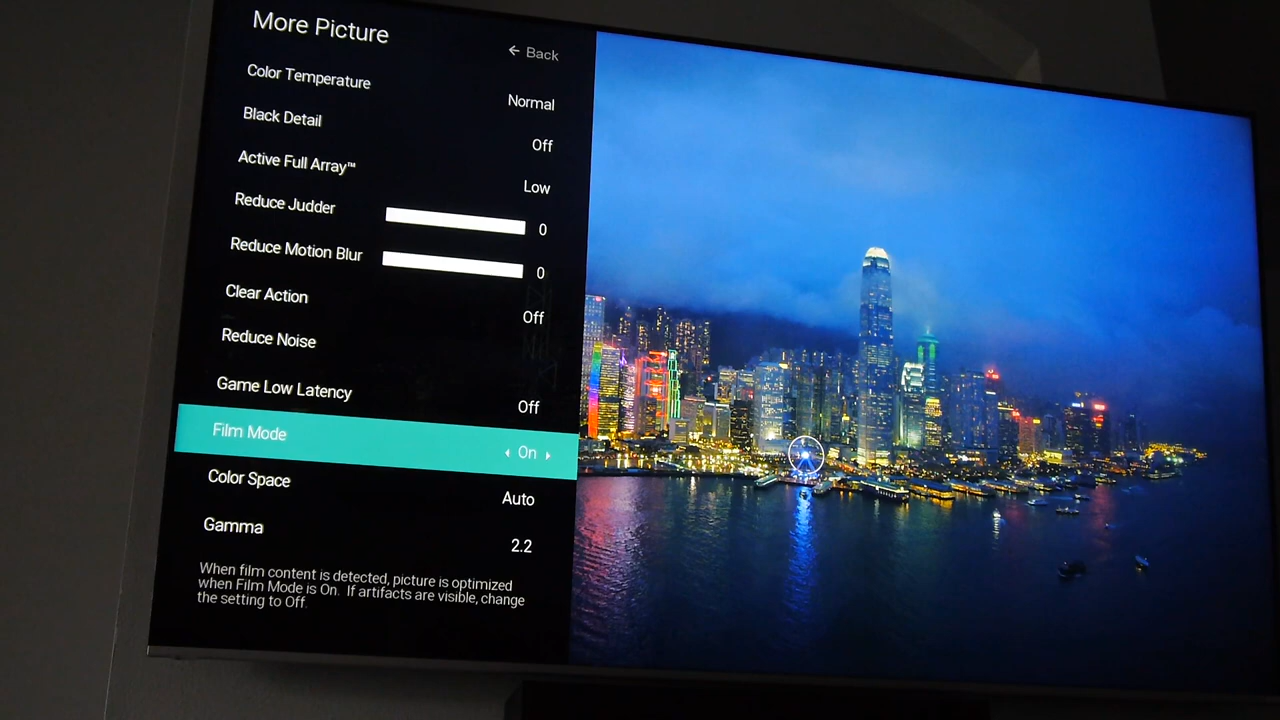 More Picture
← Back
Color Temperature
Normal
Black Detail
Off
Active Full Array™
Low
Reduce Judder
0
Reduce Motion Blur
0
Clear Action
Off
Reduce Noise
Game Low Latency
Off
Film Mode
On
Color Space
Auto
Gamma
2.2
When film content is detected, picture is optimized
when Film Mode is On. If artifacts are visible, change
the setting to Off.